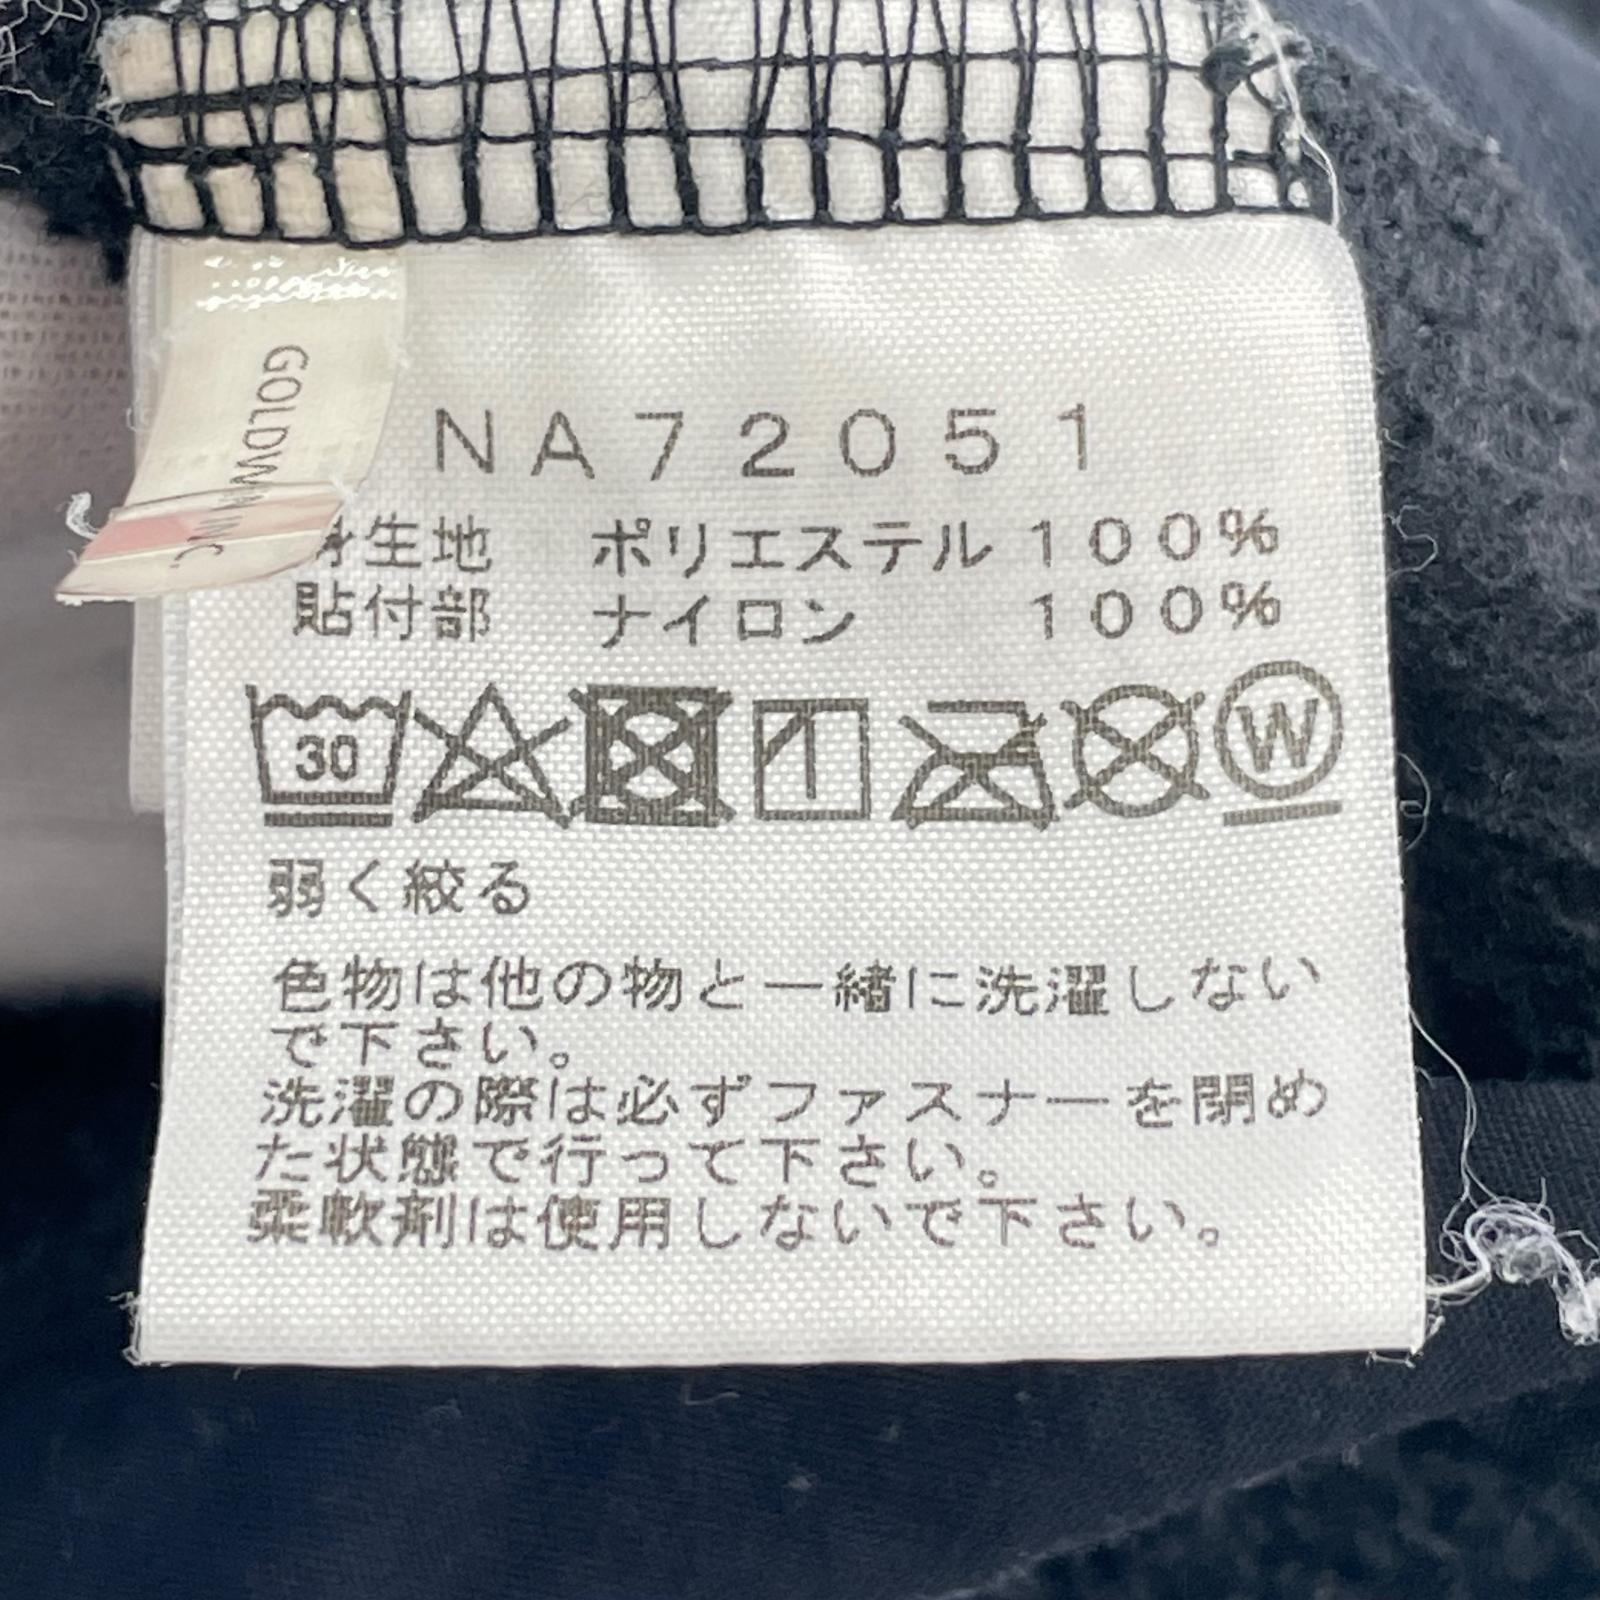 GOLDWIN INC.
NA72051
身生地 ポリエステル 100%
貼付部 ナイロン 100%
30
W
弱く絞る
色物は他の物と一緒に洗濯しない
で下さい。
洗濯の際は必ずファスナーを閉め
た状態で行って下さい。
柔軟剤は使用しないで下さい。